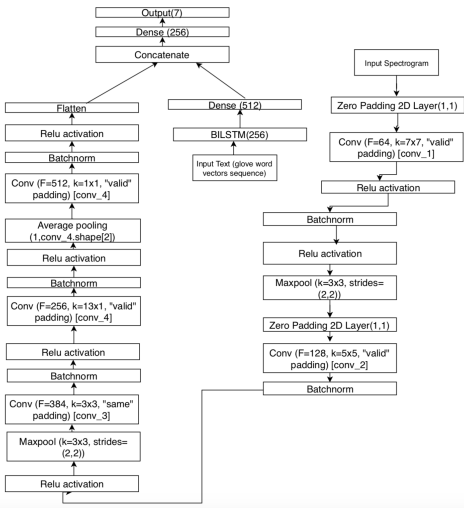 Output(7)
Dense (256)
Concatenate
Flatten
Relu activation
Batchnorm
Conv (F=512, k=1x1, "valid"
padding) [conv_4]
Average pooling
(1,conv_4.shape[2])
Relu activation
Batchnorm
Conv (F=256, k=13x1, "valid"
padding) [conv_4]
Relu activation
Batchnorm
Conv (F=384, k=3x3, "same"
padding) [conv_3]
Maxpool (k=3x3, strides=
(2,2))
Relu activation
Dense (512)
BILSTM(256)
Input Text (glove word
vectors sequence)
Input Spectrogram
Zero Padding 2D Layer(1,1)
Conv (F=64, k=7x7, "valid"
padding) [conv_1]
Relu activation
Batchnorm
Relu activation
Maxpool (k=3x3, strides=
(2,2))
Zero Padding 2D Layer(1,1)
Conv (F=128, k=5x5, "valid"
padding) [conv_2]
Batchnorm